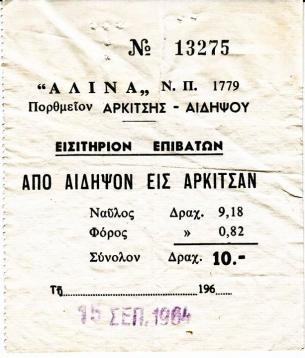 № 13275
“ΑΛΙΝΑ„ Ν. Π. 1779
Πορθμεῖον ΑΡΚΙΤΣΗΣ - ΑΙΔΗΨΟΥ
ΕΙΣΙΤΗΡΙΟΝ ΕΠΙΒΑΤΩΝ
ΑΠΟ ΑΙΔΗΨΟΝ ΕΙΣ ΑΡΚΙΤΣΑΝ
Ναῦλος Δραχ. 9,18
Φόρος » 0,82
Σύνολον Δραχ. 10.-
Τῇ 196
15 ΣΕΠ. 1964